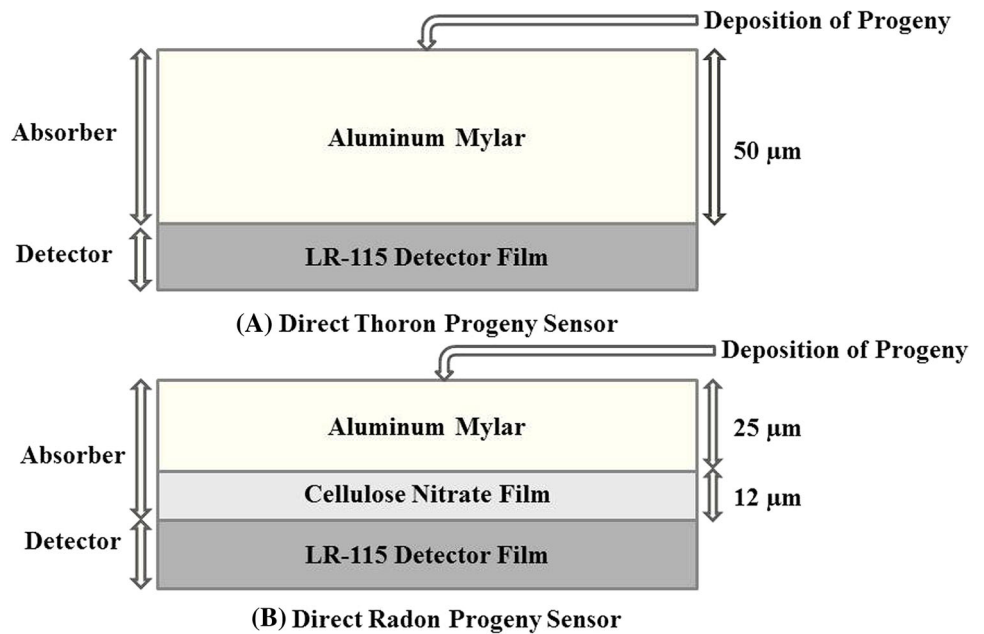 Deposition of Progeny
Absorber
Aluminum Mylar
50 µm
Detector
LR-115 Detector Film
(A) Direct Thoron Progeny Sensor
Deposition of Progeny
Aluminum Mylar
25 µm
Absorber
Cellulose Nitrate Film
12 µm
Detector
LR-115 Detector Film
(B) Direct Radon Progeny Sensor